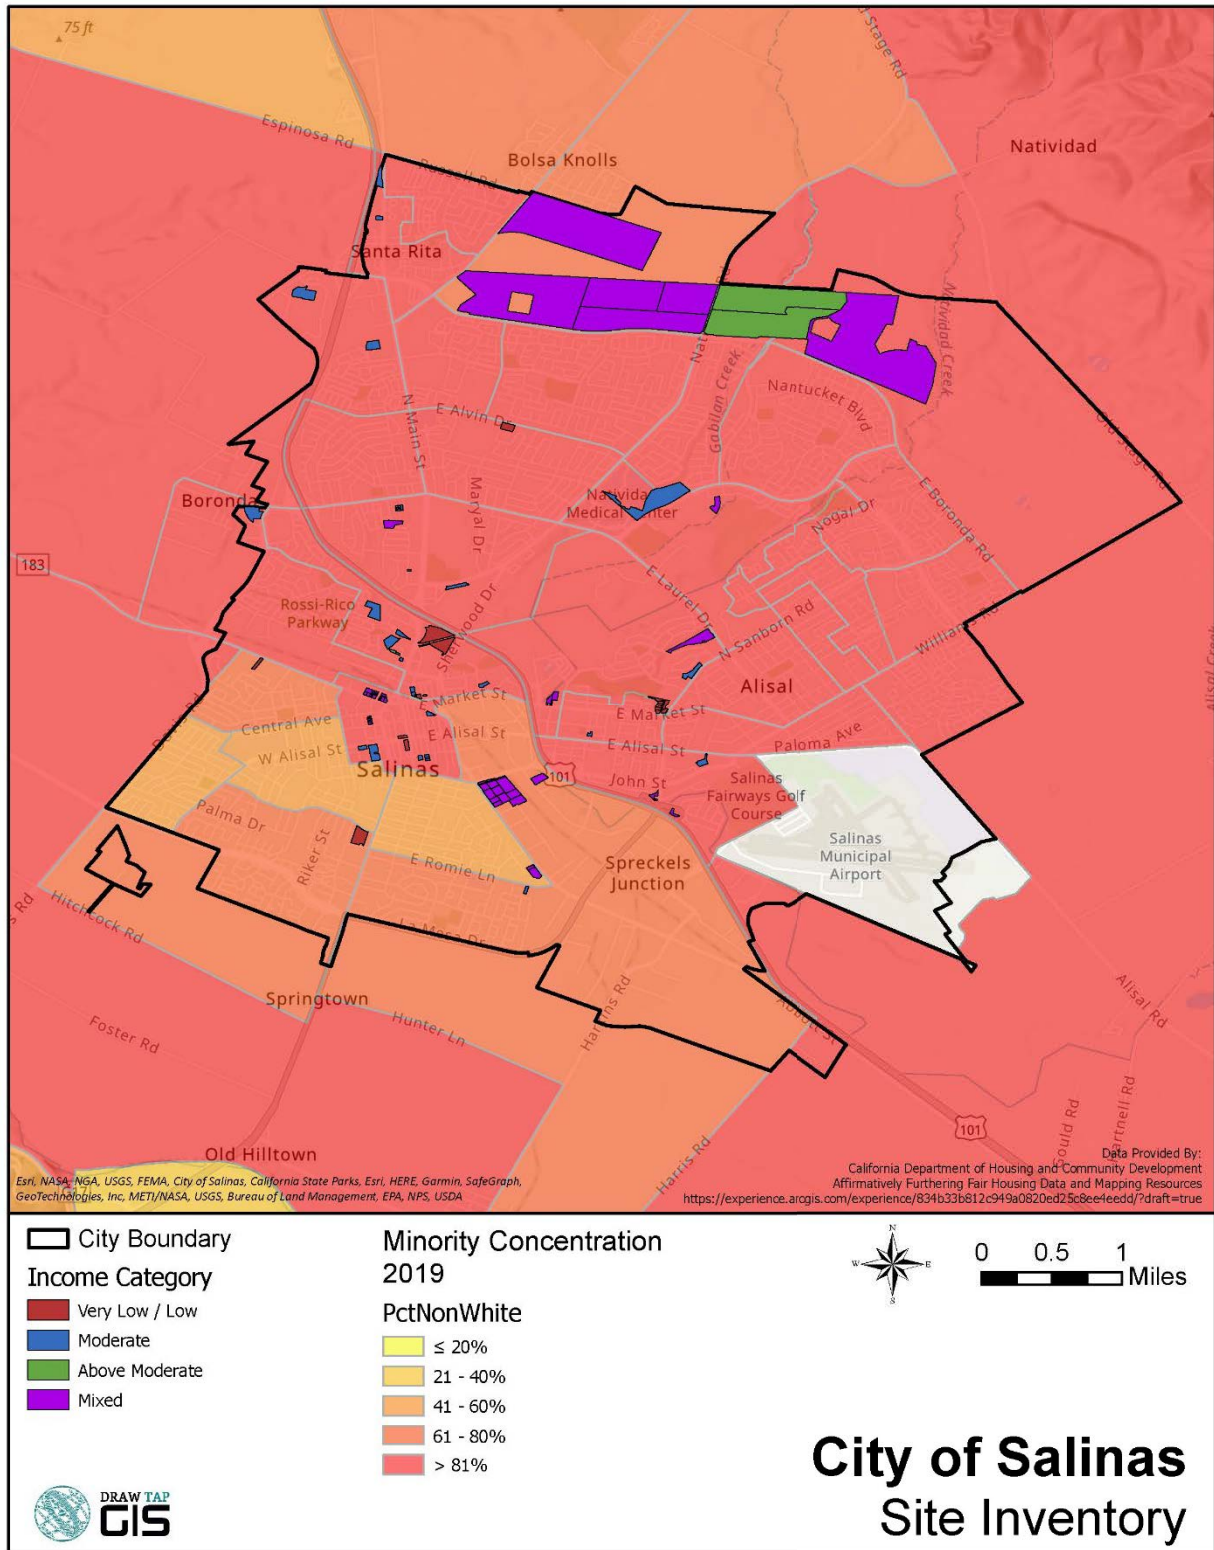 75 ft
Stage Rd
Espinosa Rd
Natividad
Bolsa Knolls
Russell Rd
Santa Rita
Natividad Creek
Nantucket Blvd
Gabilan Creek
N Main St
E Alvin Dr
Old Stage Rd
Boronda
Maryal Dr
Natividad
Medical Center
Nogal Dr
E Boronda Rd
183
E Laurel Dr
Rossi-Rico
Parkway
Sherwood Dr
N Sanborn Rd
Williams Rd
Alisal Creek
Alisal
E Market St
E Market St
Central Ave
E Alisal St
E Alisal St
Paloma Ave
W Alisal St
Salinas
101
John St
Salinas
Fairways Golf
Course
Palma Dr
Riker St
Salinas
Municipal
Airport
E Romie Ln
Spreckels
Junction
Hitchcock Rd
La Mesa Dr
Springtown
Harkins Rd
Abbott St
Alisal Rd
Foster Rd
Hunter Ln
Hartnell Rd
Gould Rd
101
Harris Rd
Old Hilltown
Data Provided By:
California Department of Housing and Community Development
Affirmatively Furthering Fair Housing Data and Mapping Resources
https://experience.arcgis.com/experience/834b33b812c949a0820ed25c8ee4eedd/?draft=true
Esri, NASA, NGA, USGS, FEMA, City of Salinas, California State Parks, Esri, HERE, Garmin, SafeGraph,
GeoTechnologies, Inc, METI/NASA, USGS, Bureau of Land Management, EPA, NPS, USDA
City Boundary
Income Category
Very Low / Low
Moderate
Above Moderate
Mixed
Minority Concentration
2019
PctNonWhite
≤ 20%
21 - 40%
41 - 60%
61 - 80%
> 81%
N
W E
S
0 0.5 1
Miles
DRAW TAP
GIS
City of Salinas
Site Inventory